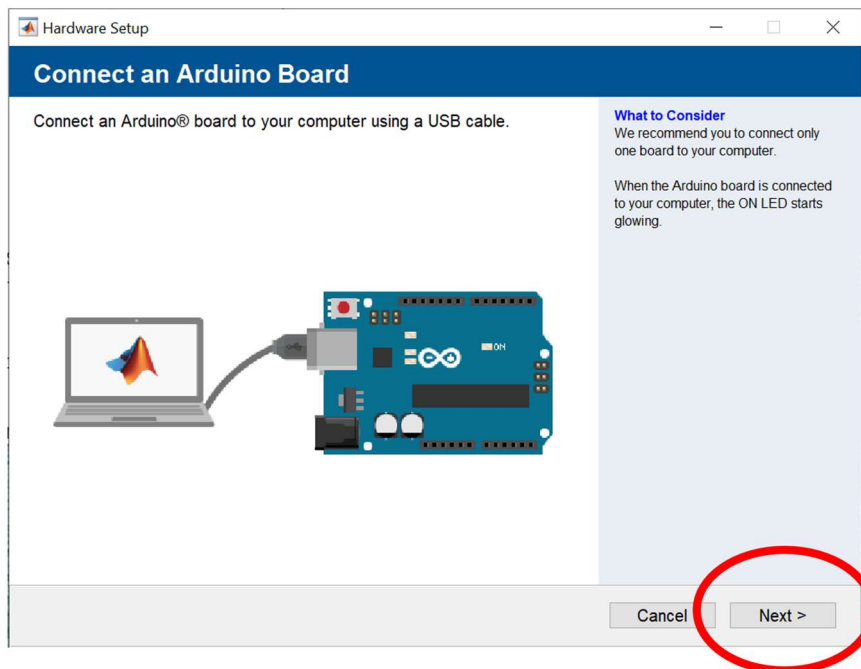 Hardware Setup
Connect an Arduino Board
Connect an Arduino® board to your computer using a USB cable.
What to Consider
We recommend you to connect only
one board to your computer.
When the Arduino board is connected
to your computer, the ON LED starts
glowing.
ON
Cancel
Next >